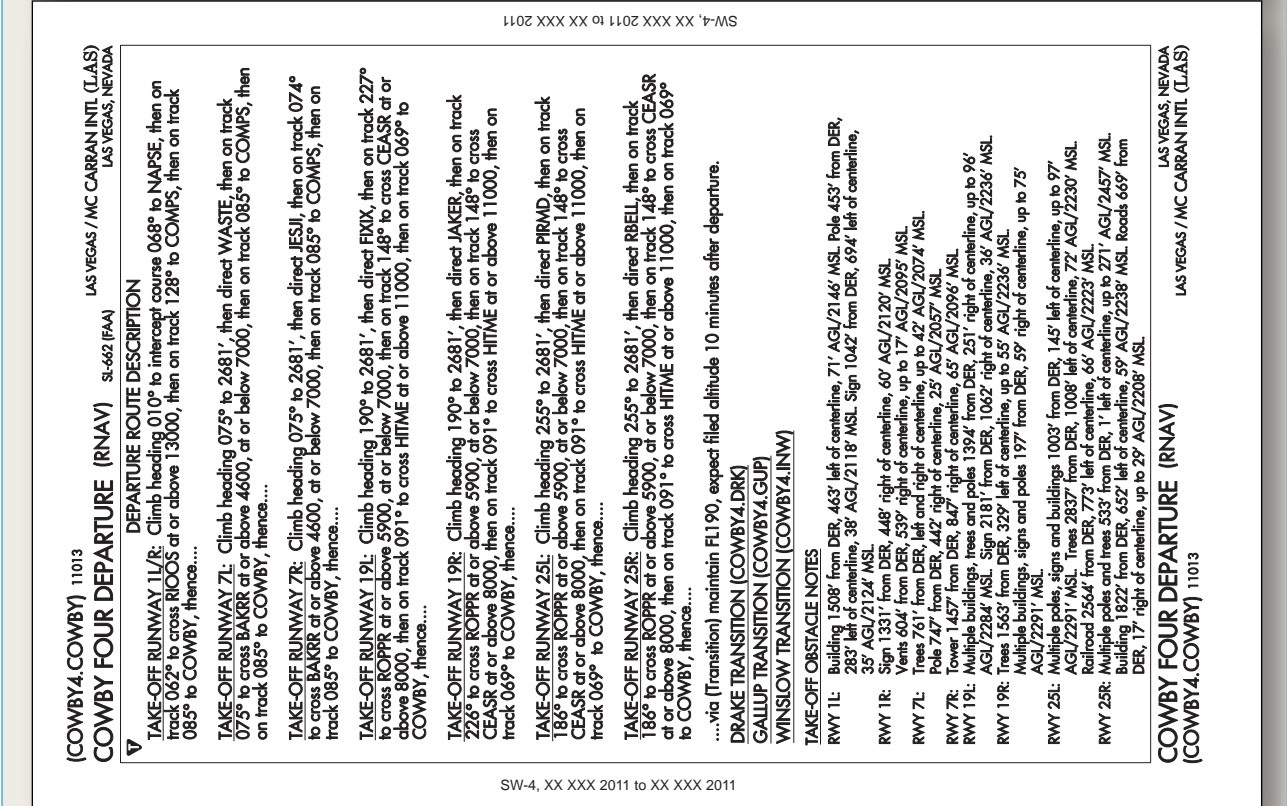 SW-4, XX XXX 2011 to XX XXX 2011
(COWBY4.COWBY) 11013
COWBY FOUR DEPARTURE (RNAV)
SL-662 (FAA)
LAS VEGAS / MC CARRAN INTL (LAS)
LAS VEGAS, NEVADA
DEPARTURE ROUTE DESCRIPTION
TAKE-OFF RUNWAY 1L/R: Climb heading 010° to intercept course 068° to NAPSE, then on
track 062° to cross RIOOS at or above 13000, then on track 128° to COMPS, then on track
085° to COWBY, thence....
TAKE-OFF RUNWAY 7L: Climb heading 075° to 2681', then direct WASTE, then on track
075° to cross BAKRR at or above 4600, at or below 7000, then on track 085° to COMPS, then
on track 085° to COWBY, thence....
TAKE-OFF RUNWAY 7R: Climb heading 075° to 2681', then direct JESJI, then on track 074°
to cross BAKRR at or above 4600, at or below 7000, then on track 085° to COMPS, then on
track 085° to COWBY, thence....
TAKE-OFF RUNWAY 19L: Climb heading 190° to 2681', then direct FIXIX, then on track 227°
to cross ROPPR at or above 5900, at or below 7000, then on track 148° to cross CEASR at or
above 8000, then on track 091° to cross HITME at or above 11000, then on track 069° to
COWBY, thence....
TAKE-OFF RUNWAY 19R: Climb heading 190° to 2681', then direct JAKER, then on track
226° to cross ROPPR at or above 5900, at or below 7000, then on track 148° to cross
CEASR at or above 8000, then on track 091° to cross HITME at or above 11000, then on
track 069° to COWBY, thence....
TAKE-OFF RUNWAY 25L: Climb heading 255° to 2681', then direct PIRMD, then on track
186° to cross ROPPR at or above 5900, at or below 7000, then on track 148° to cross
CEASR at or above 8000, then on track 091° to cross HITME at or above 11000, then on
track 069° to COWBY, thence....
TAKE-OFF RUNWAY 25R: Climb heading 255° to 2681', then direct RBELL, then on track
186° to cross ROPPR at or above 5900, at or below 7000, then on track 148° to cross CEASR
at or above 8000, then on track 091° to cross HITME at or above 11000, then on track 069°
to COWBY, thence....
....via (Transition) maintain FL190, expect filed altitude 10 minutes after departure.
DRAKE TRANSITION (COWBY4.DRK)
GALLUP TRANSITION (COWBY4.GUP)
WINSLOW TRANSITION (COWBY4.INW)
TAKE-OFF OBSTACLE NOTES
RWY 1L: Building 1508' from DER, 463' left of centerline, 71' AGL/2146' MSL. Pole 453' from DER,
283' left of centerline, 38' AGL/2118' MSL. Sign 1042' from DER, 694' left of centerline,
35' AGL/2124' MSL
RWY 1R: Sign 1331' from DER, 448' right of centerline, 60' AGL/2120' MSL.
Vents 604' from DER, 539' right of centerline, up to 17' AGL/2095' MSL.
RWY 7L: Trees 761' from DER, left and right of centerline, up to 42' AGL/2074' MSL.
Pole 747' from DER, 442' right of centerline, 25' AGL/2057' MSL.
RWY 7R: Tower 1457' from DER, 847' right of centerline, 65' AGL/2096' MSL.
RWY 19L: Multiple buildings, trees and poles 1394' from DER, 251' right of centerline, up to 96'
AGL/2284' MSL. Sign 2181' from DER, 1062' right of centerline, 36' AGL/2236' MSL.
RWY 19R: Trees 1563' from DER, 329' left of centerline, up to 55' AGL/2236' MSL.
Multiple buildings, signs and poles 197' from DER, 59' right of centerline, up to 75'
AGL/2291' MSL.
RWY 25L: Multiple poles, signs and buildings 1003' from DER, 145' left of centerline, up to 97'
AGL/2291' MSL. Trees 2837' from DER, 1008' left of centerline, 72' AGL/2230' MSL.
Railroad 2564' from DER, 773' left of centerline, 66' AGL/2223' MSL.
RWY 25R: Multiple poles and trees 533' from DER, 1' left of centerline, up to 271' AGL/2457' MSL.
Building 1822' from DER, 652' left of centerline, 59' AGL/2238' MSL. Roads 669' from
DER, 17' right of centerline, up to 29' AGL/2208' MSL.
COWBY FOUR DEPARTURE (RNAV)
(COWBY4.COWBY) 11013
LAS VEGAS, NEVADA
LAS VEGAS / MC CARRAN INTL (LAS)
SW-4, XX XXX 2011 to XX XXX 2011